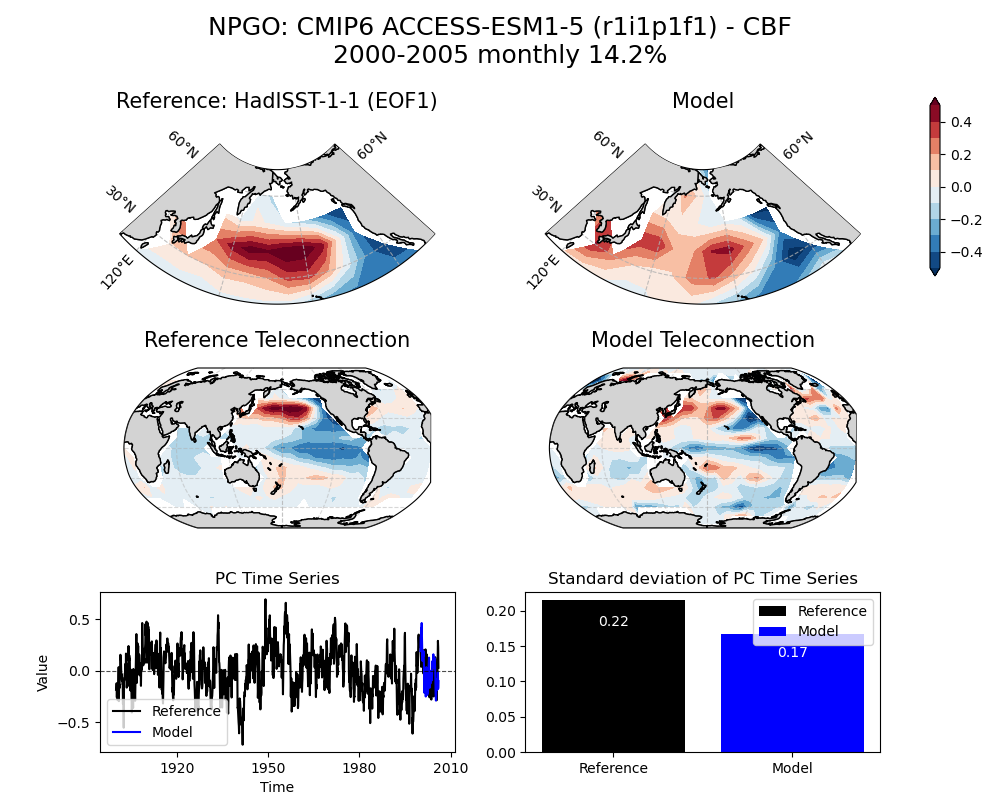 NPGO: CMIP6 ACCESS-ESM1-5 (r1i1p1f1) - CBF
2000-2005 monthly 14.2%
Reference: HadISST-1-1 (EOF1)
Model
60°N
60°N
30°N
120°E
60°N
60°N
30°N
120°E
0.4
0.2
0.0
−0.2
−0.4
Reference Teleconnection
Model Teleconnection
PC Time Series
Value
0.5
0.0
−0.5
Reference
Model
1920
1950
1980
2010
Time
Standard deviation of PC Time Series
0.20
0.15
0.10
0.05
0.00
0.22
0.17
Reference
Model
Reference
Model